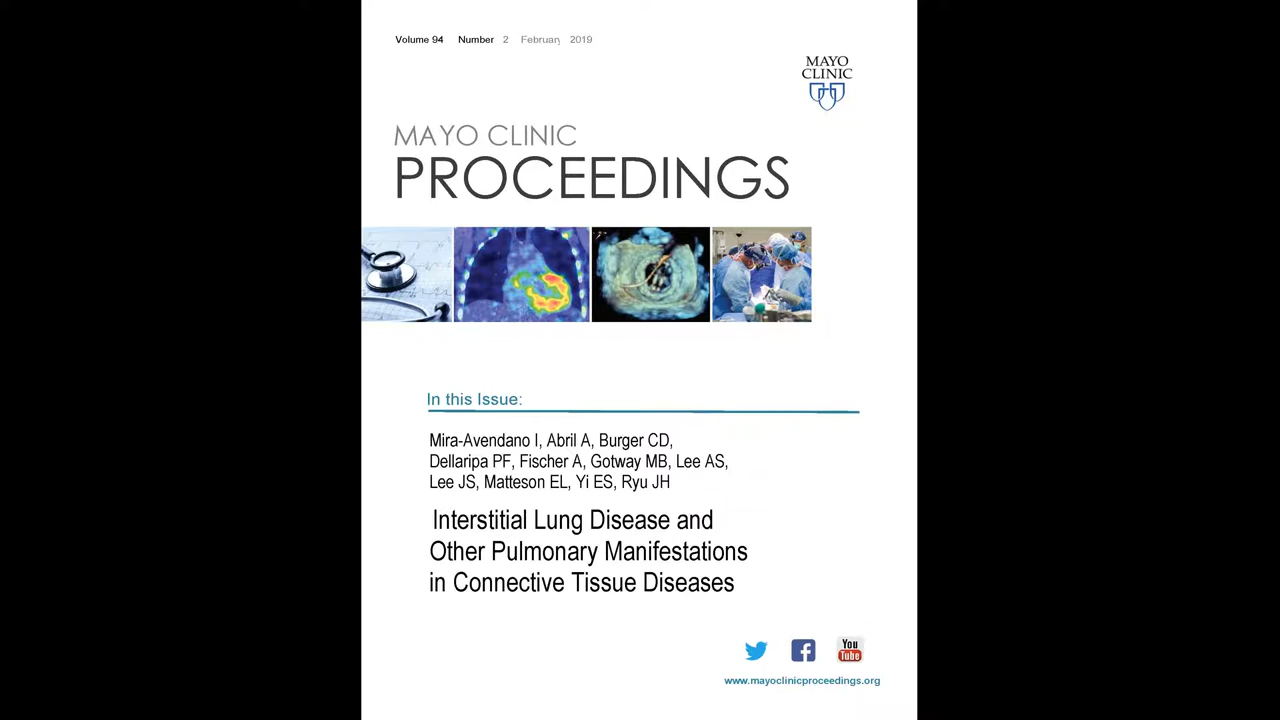 Volume 94 Number 2 February 2019
MAYO
CLINIC
MAYO CLINIC
PROCEEDINGS
In this Issue:
Mira-Avendano I, Abril A, Burger CD,
Dellaripa PF, Fischer A, Gotway MB, Lee AS,
Lee JS, Matteson EL, Yi ES, Ryu JH
Interstitial Lung Disease and
Other Pulmonary Manifestations
in Connective Tissue Diseases
You
Tube
www.mayoclinicproceedings.org